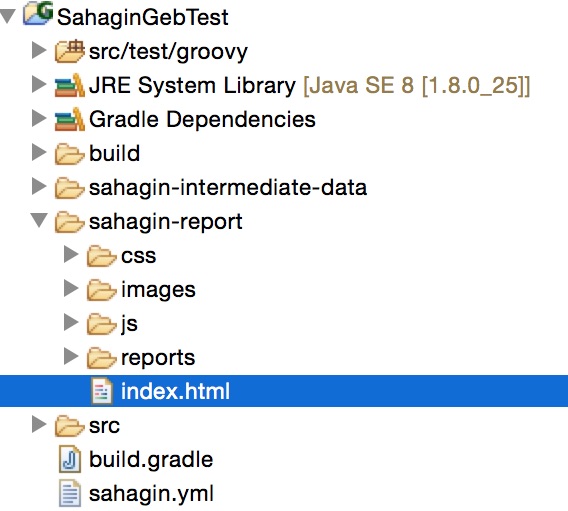 SahaginGebTest
src/test/groovy
JRE System Library [Java SE 8 [1.8.0_25]]
Gradle Dependencies
build
sahagin-intermediate-data
sahagin-report
css
images
js
reports
index.html
src
build.gradle
sahagin.yml